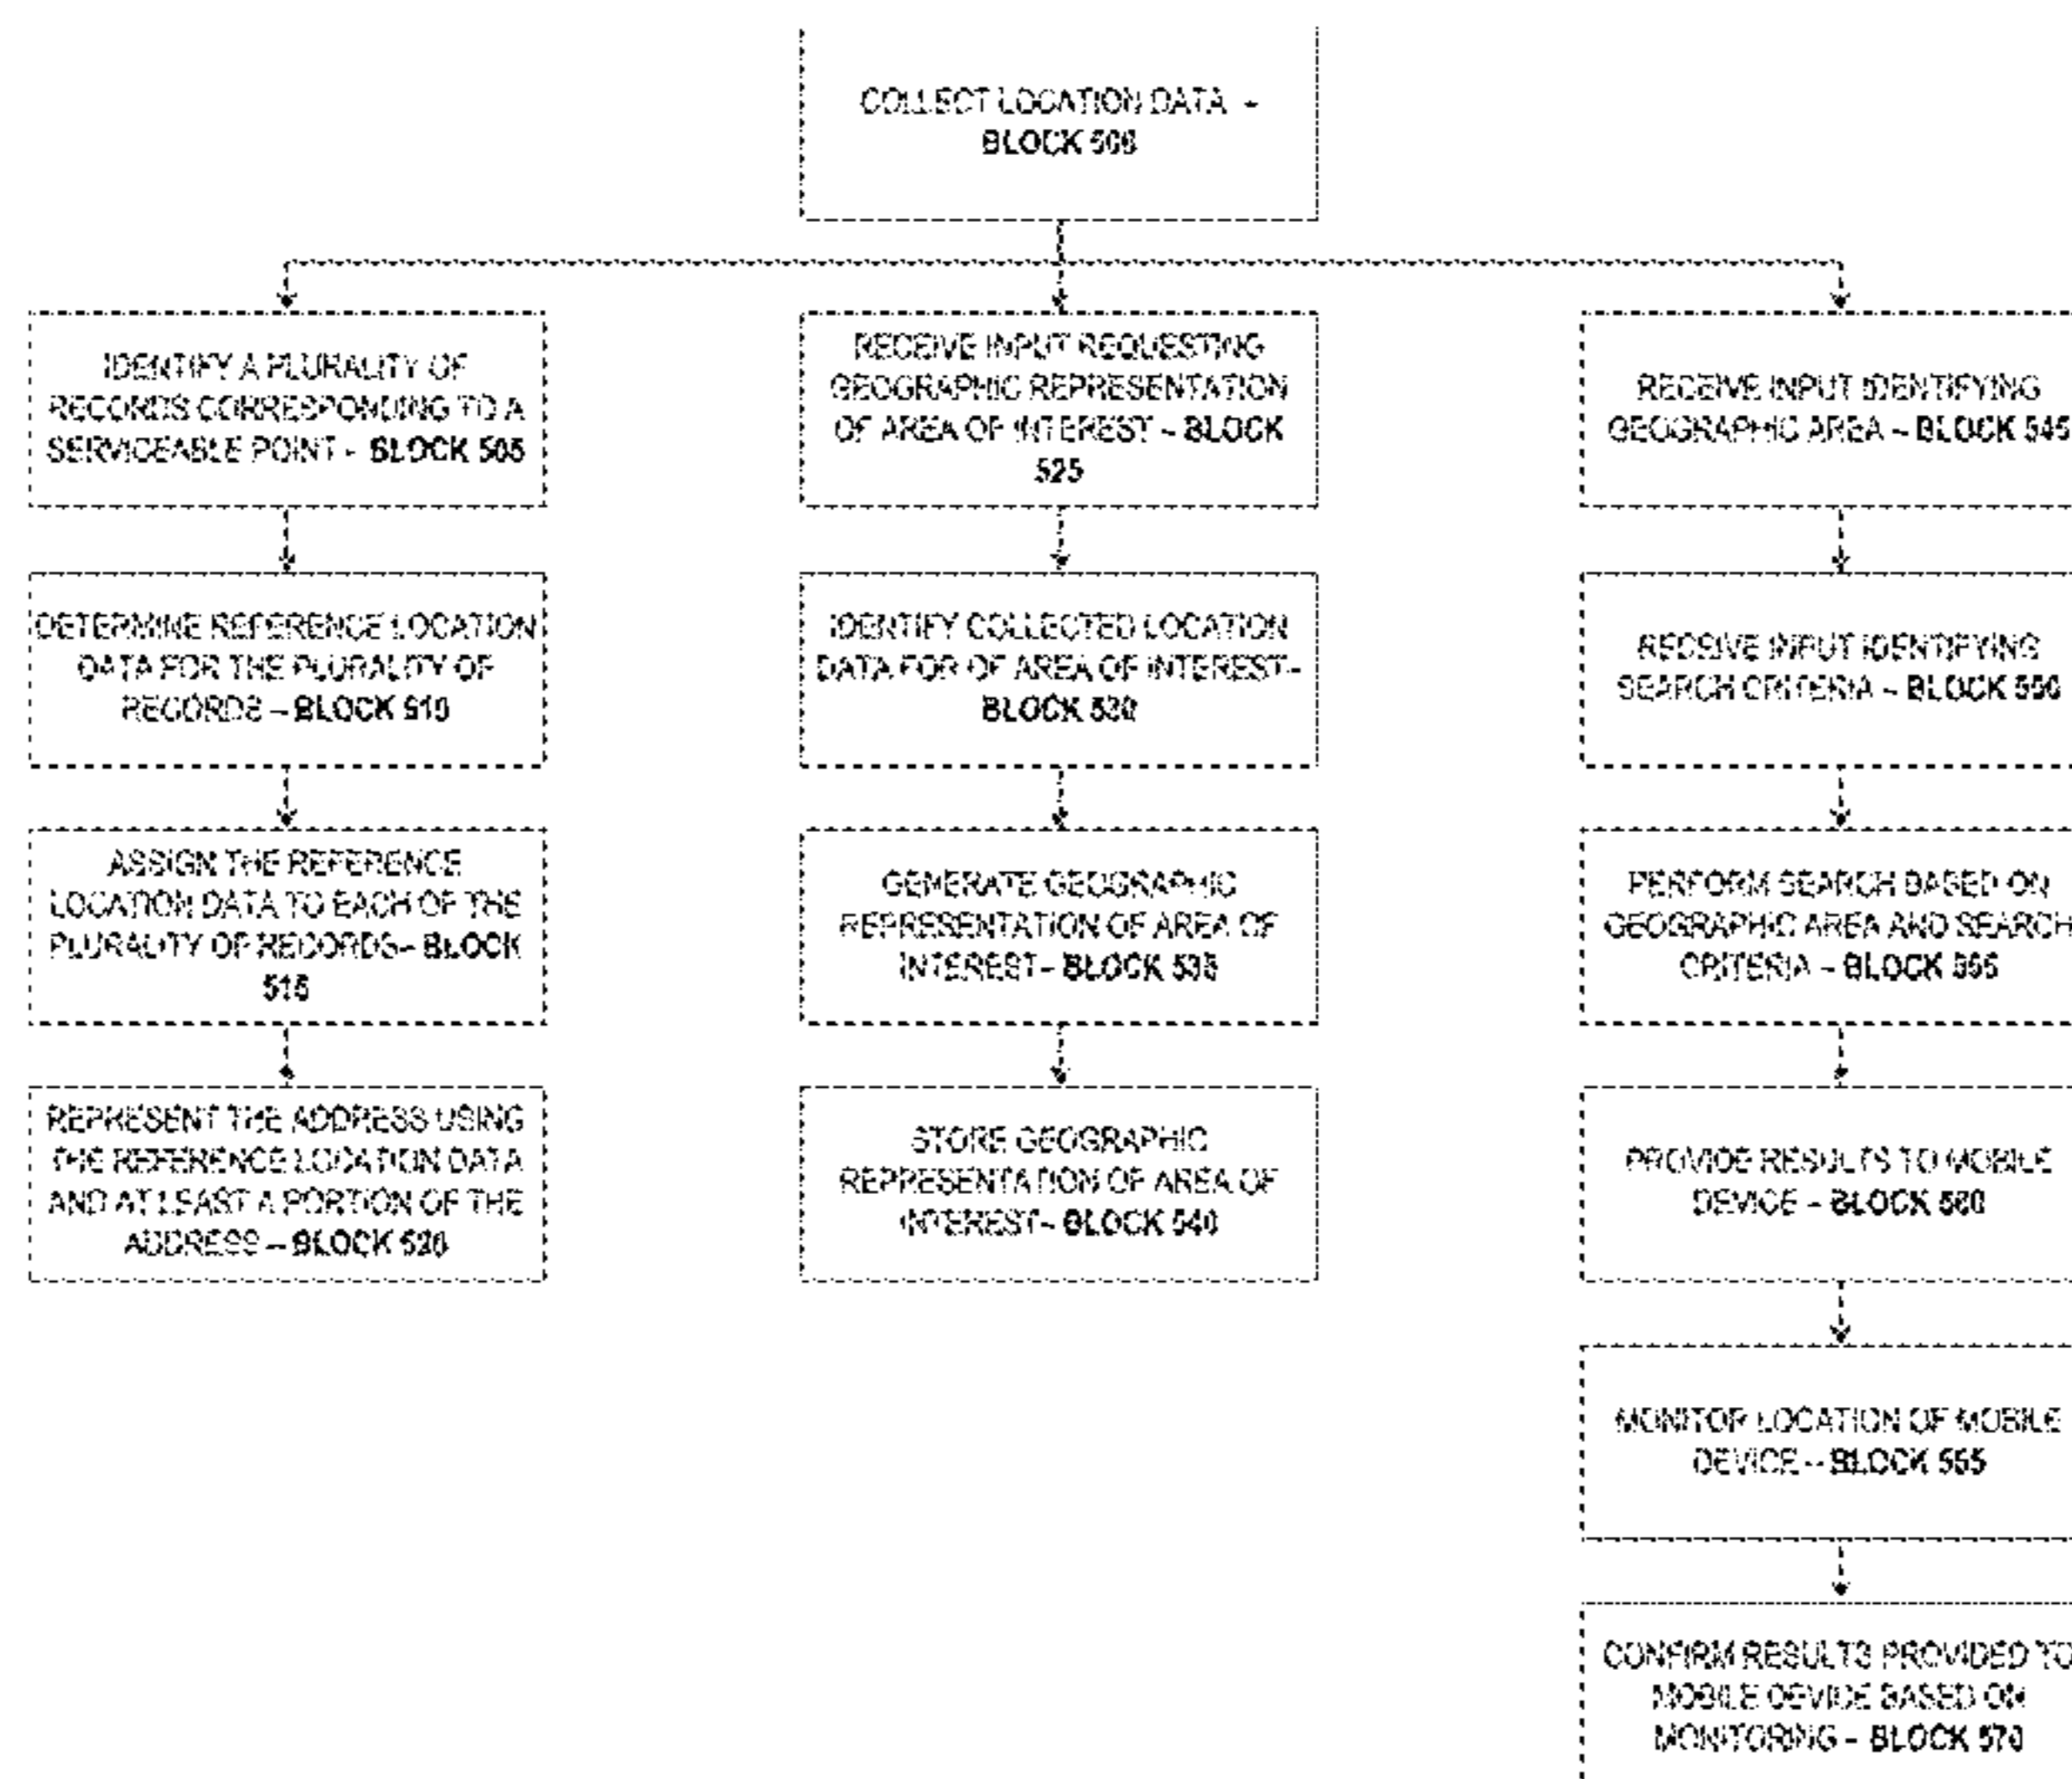 COLLECT LOCATION DATA –
BLOCK 500
IDENTIFY A PLURALITY OF
RECORDS CORRESPONDING TO A
SERVICEABLE POINT - BLOCK 505
DETERMINE REFERENCE LOCATION
DATA FOR THE PLURALITY OF
RECORDS – BLOCK 510
ASSIGN THE REFERENCE
LOCATION DATA TO EACH OF THE
PLURALITY OF RECORDS– BLOCK
515
REPRESENT THE ADDRESS USING
THE REFERENCE LOCATION DATA
AND AT LEAST A PORTION OF THE
ADDRESS – BLOCK 520
RECEIVE INPUT REQUESTING
GEOGRAPHIC REPRESENTATION
OF AREA OF INTEREST – BLOCK
525
IDENTIFY COLLECTED LOCATION
DATA FOR OF AREA OF INTEREST–
BLOCK 530
GENERATE GEOGRAPHIC
REPRESENTATION OF AREA OF
INTEREST– BLOCK 535
STORE GEOGRAPHIC
REPRESENTATION OF AREA OF
INTEREST– BLOCK 540
RECEIVE INPUT IDENTIFYING
GEOGRAPHIC AREA – BLOCK 545
RECEIVE INPUT IDENTIFYING
SEARCH CRITERIA – BLOCK 550
PERFORM SEARCH BASED ON
GEOGRAPHIC AREA AND SEARCH
CRITERIA – BLOCK 555
PROVIDE RESULTS TO MOBILE
DEVICE – BLOCK 560
MONITOR LOCATION OF MOBILE
DEVICE – BLOCK 565
CONFIRM RESULTS PROVIDED TO
MOBILE DEVICE BASED ON
MONITORING – BLOCK 570